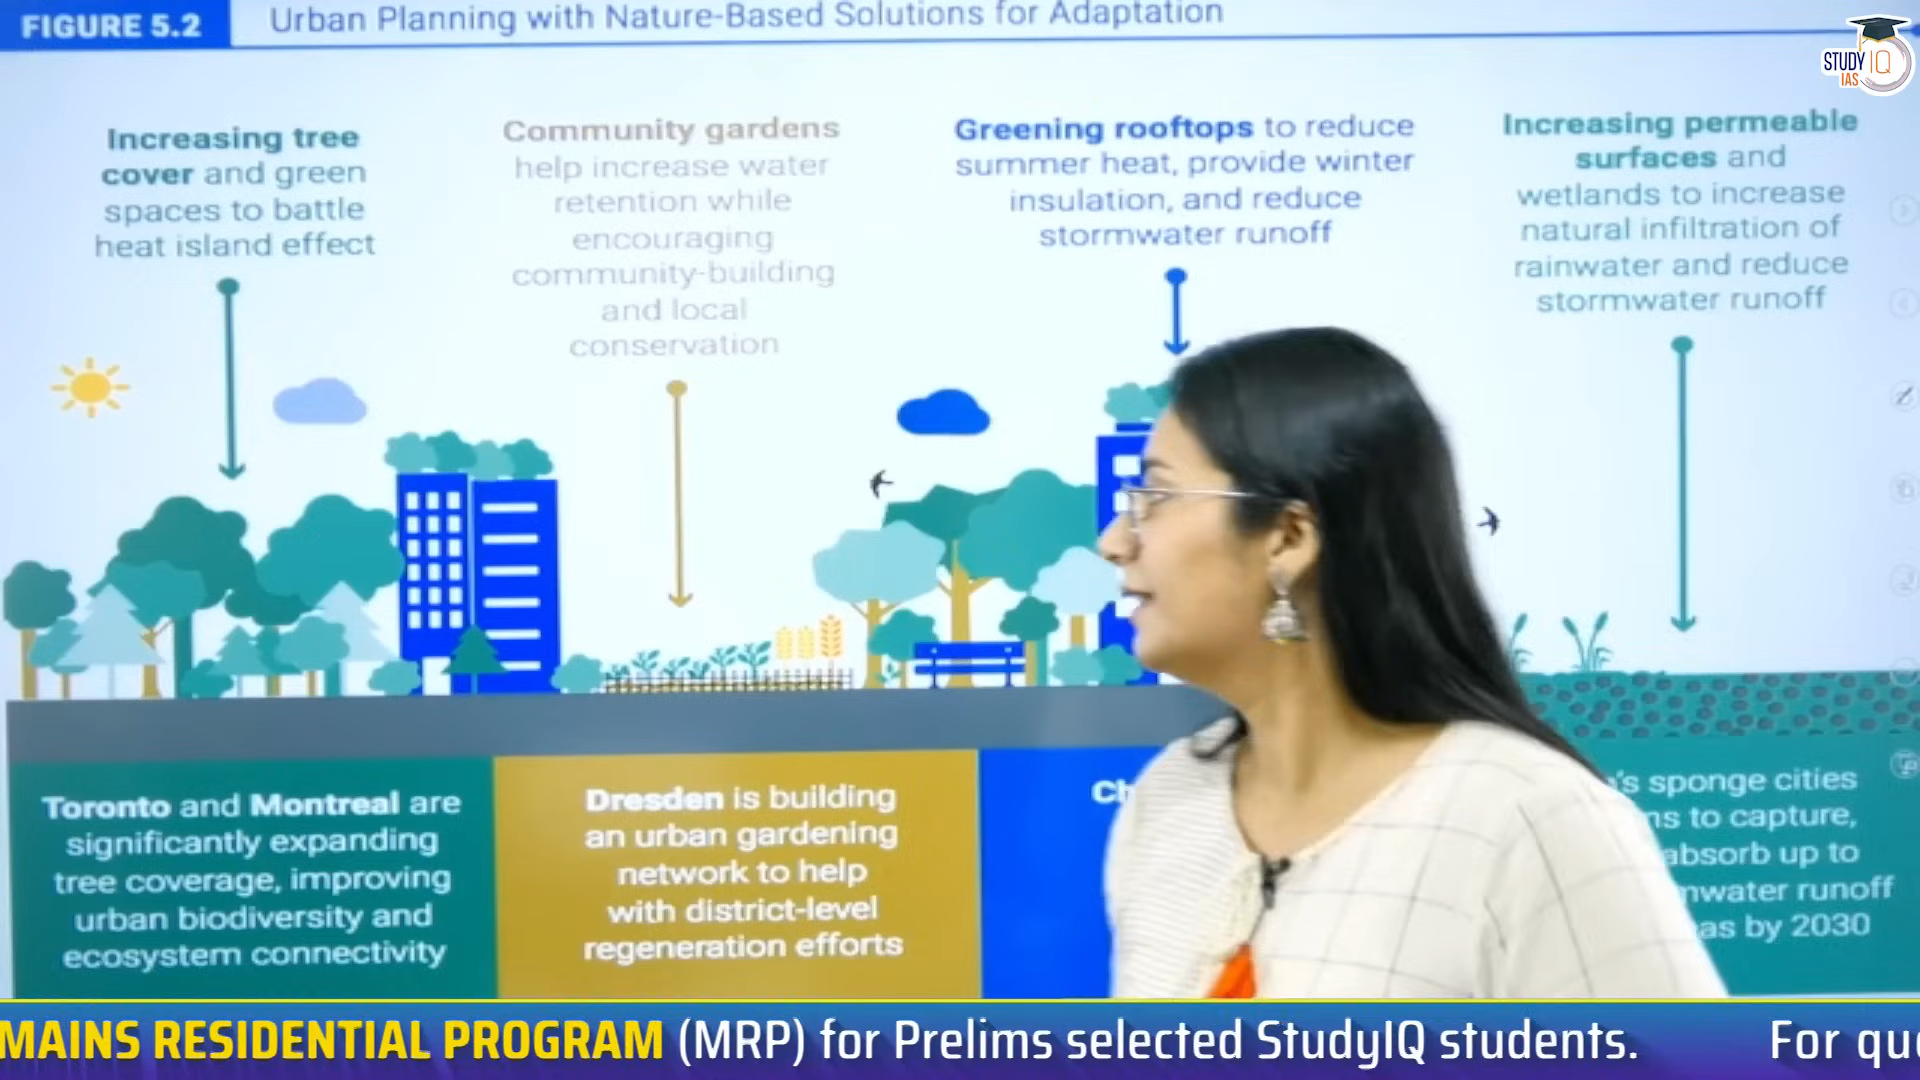 FIGURE 5.2
Urban Planning with Nature-Based Solutions for Adaptation
STUDY IQ
IAS
Increasing tree
cover and green
spaces to battle
heat island effect
Community gardens
help increase water
retention while
encouraging
community-building
and local
conservation
Greening rooftops to reduce
summer heat, provide winter
insulation, and reduce
stormwater runoff
Increasing permeable
surfaces and
wetlands to increase
natural infiltration of
rainwater and reduce
stormwater runoff
Toronto and Montreal are
significantly expanding
tree coverage, improving
urban biodiversity and
ecosystem connectivity
Dresden is building
an urban gardening
network to help
with district-level
regeneration efforts
sponge cities
to capture,
absorb up to
runoff
by 2030
MAINS RESIDENTIAL PROGRAM (MRP) for Prelims selected StudyIQ students.
For